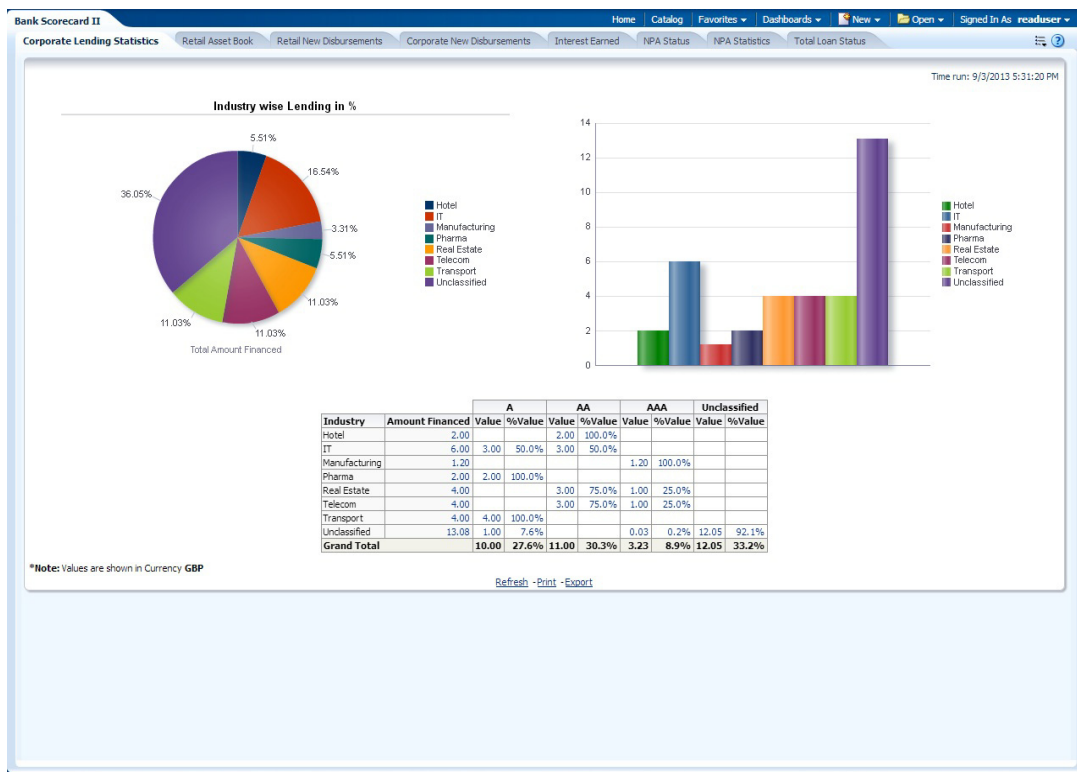 Bank Scorecard II
Home Catalog Favorites Dashboards New Open Signed In As readuser
Corporate Lending Statistics Retail Asset Book Retail New Disbursements Corporate New Disbursements Interest Earned NPA Status NPA Statistics Total Loan Status
Time run: 9/3/2013 5:31:20 PM
Industry wise Lending in %
5.51%
16.54%
3.31%
5.51%
11.03%
11.03%
11.03%
36.05%
Total Amount Financed
Hotel
IT
Manufacturing
Pharma
Real Estate
Telecom
Transport
Unclassified
14
12
10
8
6
4
2
0
Hotel
IT
Manufacturing
Pharma
Real Estate
Telecom
Transport
Unclassified
A AA AAA Unclassified
Industry Amount Financed Value %Value Value %Value Value %Value Value %Value
Hotel 2.00 2.00 100.0%
IT 6.00 3.00 50.0% 3.00 50.0%
Manufacturing 1.20 1.20 100.0%
Pharma 2.00 2.00 100.0%
Real Estate 4.00 3.00 75.0% 1.00 25.0%
Telecom 4.00 3.00 75.0% 1.00 25.0%
Transport 4.00 4.00 100.0%
Unclassified 13.08 1.00 7.6% 0.03 0.2% 12.05 92.1%
Grand Total 10.00 27.6% 11.00 30.3% 3.23 8.9% 12.05 33.2%
*Note: Values are shown in Currency GBP
Refresh - Print - Export